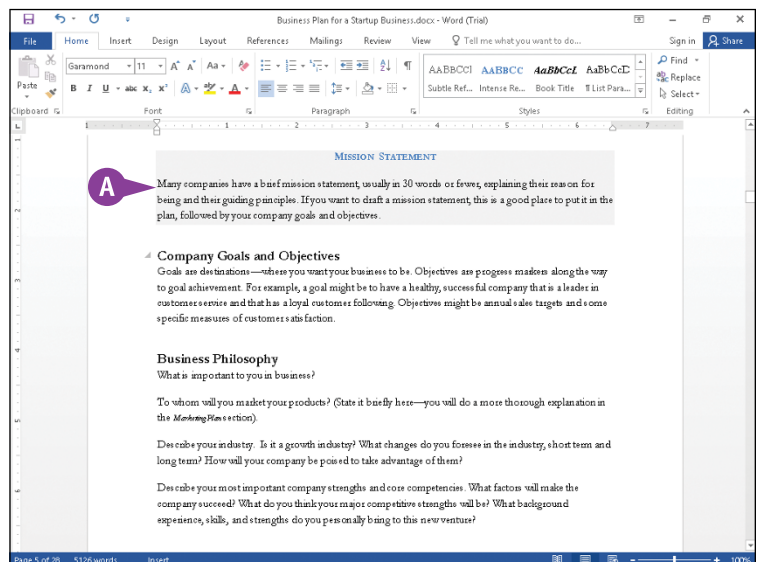 Business Plan for a Startup Business.docx - Word (Trial)
File Home Insert Design Layout References Mailings Review View Tell me what you want to do... Sign in Share
Garamond 11 A A Aa
Paste
B I U abc x₂ x² A A
AABBCCI AABBCC AaBbCcL AaBbCcD
Subtle Ref... Intense Re... Book Title ¶ List Para...
Find
Replace
Select
Clipboard Font Paragraph Styles Editing
1 1 2 3 4 5 6 7
MISSION STATEMENT
A
Many companies have a brief mission statement, usually in 30 words or fewer, explaining their reason for
being and their guiding principles. If you want to draft a mission statement, this is a good place to put it in the
plan, followed by your company goals and objectives.
Company Goals and Objectives
Goals are destinations—where you want your business to be. Objectives are progress markers along the way
to goal achievement. For example, a goal might be to have a healthy, successful company that is a leader in
customer service and that has a loyal customer following. Objectives might be annual sales targets and some
specific measures of customer satisfaction.
Business Philosophy
What is important to you in business?
To whom will you market your products? (State it briefly here—you will do a more thorough explanation in
the Marketing Plan section).
Describe your industry. Is it a growth industry? What changes do you foresee in the industry, short term and
long term? How will your company be poised to take advantage of them?
Describe your most important company strengths and core competencies. What factors will make the
company succeed? What do you think your major competitive strengths will be? What background
experience, skills, and strengths do you personally bring to this new venture?
Page 5 of 28 5126 words Insert 100%